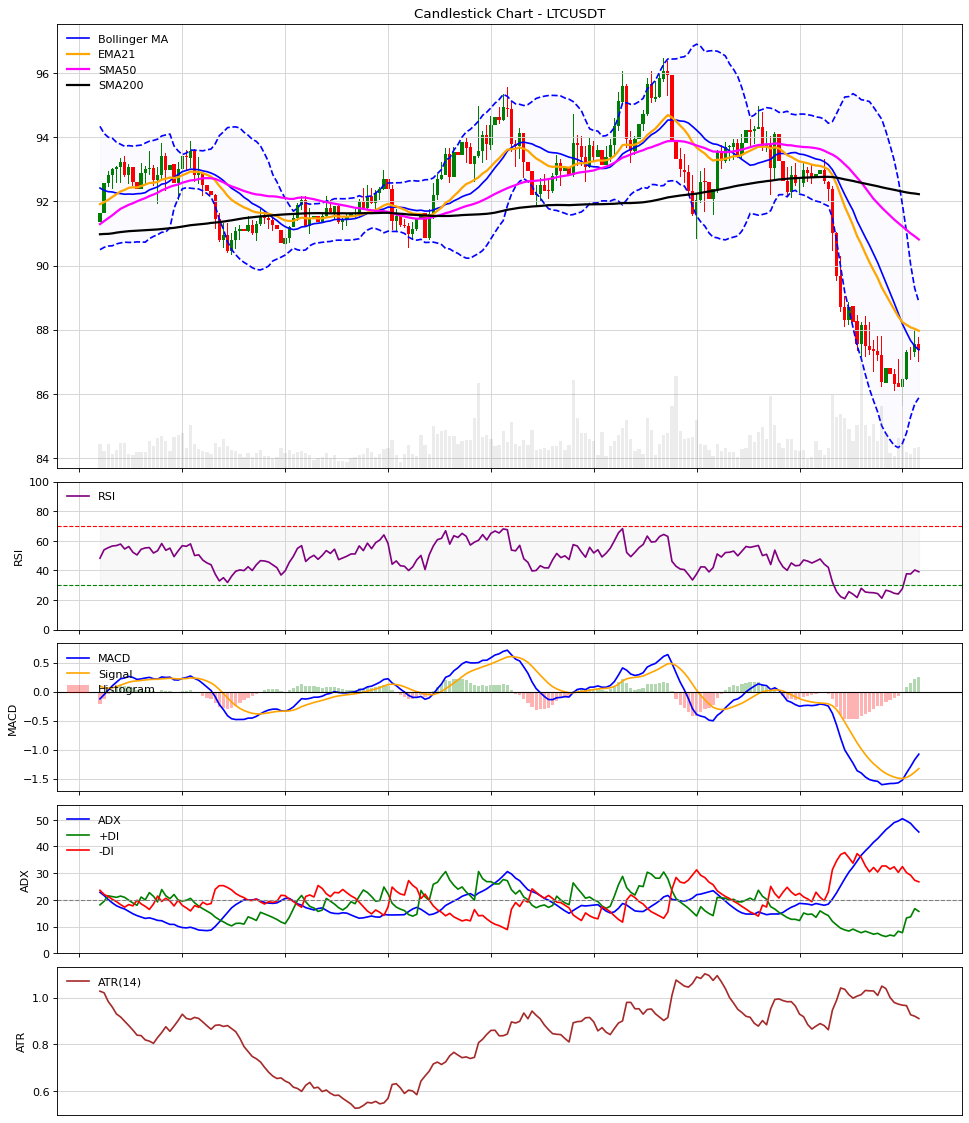 Candlestick Chart - LTCUSDT
Bollinger MA
EMA21
SMA50
SMA200
96
94
92
90
88
86
84
RSI
RSI
100
80
60
40
20
0
MACD
Signal
Histogram
MACD
0.5
0.0
−0.5
−1.0
−1.5
ADX
+DI
-DI
ADX
50
40
30
20
10
0
ATR(14)
ATR
1.0
0.8
0.6